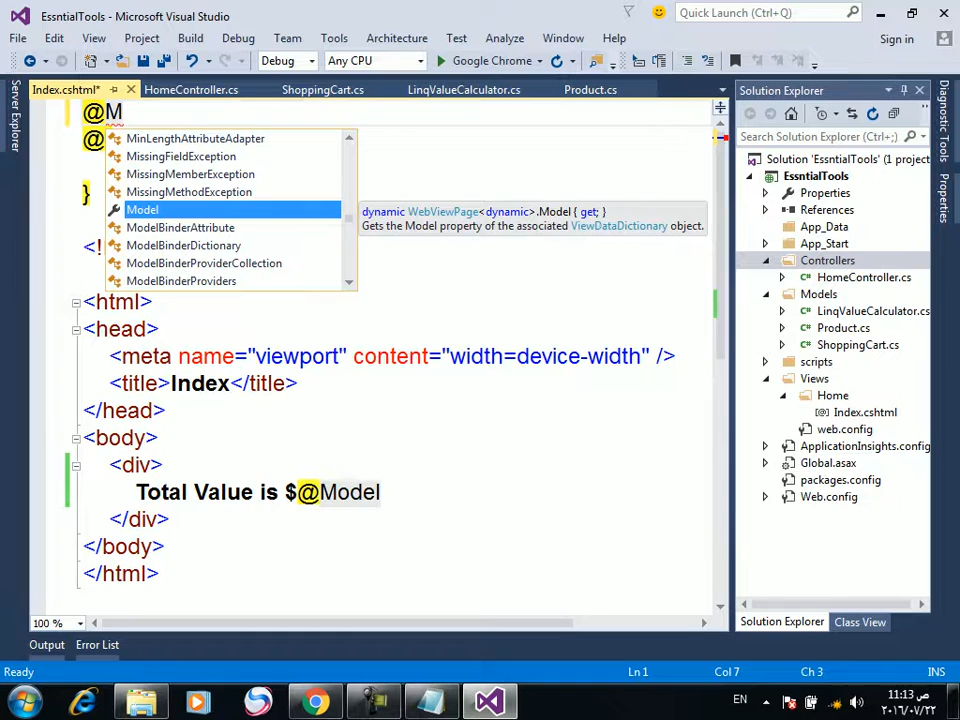 EssntialTools - Microsoft Visual Studio
Quick Launch (Ctrl+Q)
File Edit View Project Build Debug Team Tools Architecture Test Analyze Window Help
Sign in
Debug Any CPU Google Chrome
Server Explorer
Index.cshtml* HomeController.cs ShoppingCart.cs LinqValueCalculator.cs Product.cs
@M
@
MinLengthAttributeAdapter
MissingFieldException
MissingMemberException
MissingMethodException
Model
ModelBinderAttribute
ModelBinderDictionary
ModelBinderProviderCollection
ModelBinderProviders
dynamic WebViewPage<dynamic>.Model { get; }
Gets the Model property of the associated ViewDataDictionary object.
}
<!
<html>
<head>
<meta name="viewport" content="width=device-width" />
<title>Index</title>
</head>
<body>
<div>
Total Value is $@Model
</div>
</body>
</html>
100 %
Solution Explorer
Search Solution Explorer (Ctrl+;)
Solution 'EssntialTools' (1 project)
EssntialTools
Properties
References
App_Data
App_Start
Controllers
HomeController.cs
Models
LinqValueCalculator.cs
Product.cs
ShoppingCart.cs
scripts
Views
Home
Index.cshtml
web.config
ApplicationInsights.config
Global.asax
packages.config
Web.config
Solution Explorer Class View
Diagnostic Tools
Properties
Output Error List
Ready Ln 1 Col 7 Ch 3 INS
EN
11:13 ص
٢٠١٦/٠٧/٢٢